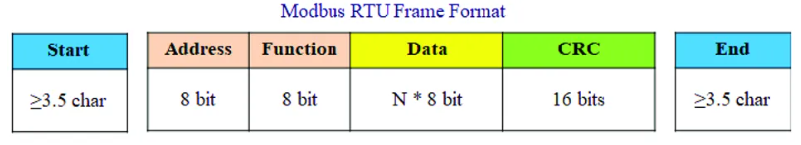 Modbus RTU Frame Format
Start Address Function Data CRC End
≥3.5 char 8 bit 8 bit N * 8 bit 16 bits ≥3.5 char